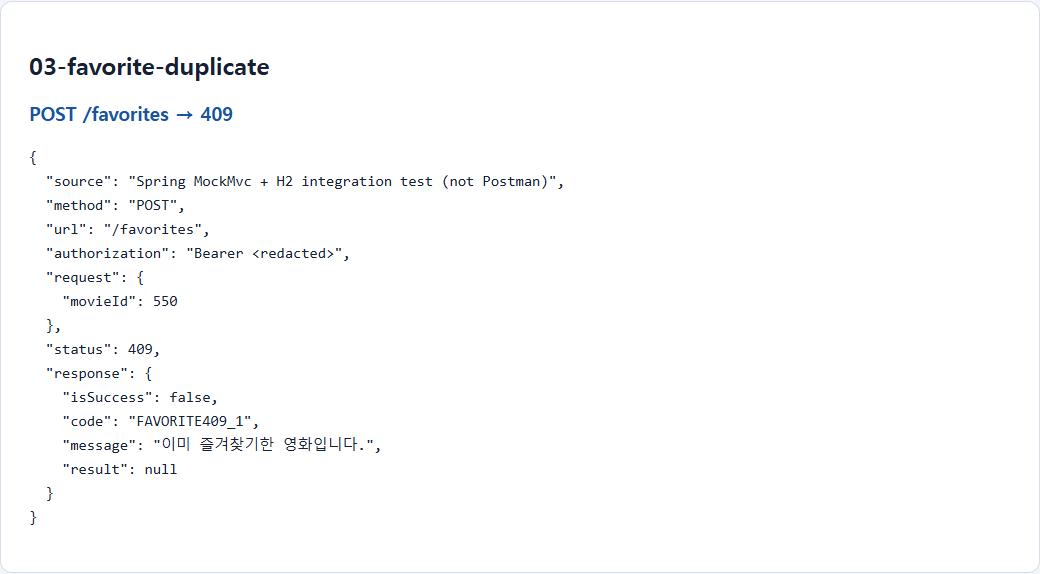 03-favorite-duplicate
POST /favorites → 409
{
  "source": "Spring MockMvc + H2 integration test (not Postman)",
  "method": "POST",
  "url": "/favorites",
  "authorization": "Bearer <redacted>",
  "request": {
    "movieId": 550
  },
  "status": 409,
  "response": {
    "isSuccess": false,
    "code": "FAVORITE409_1",
    "message": "이미 즐겨찾기한 영화입니다.",
    "result": null
  }
}